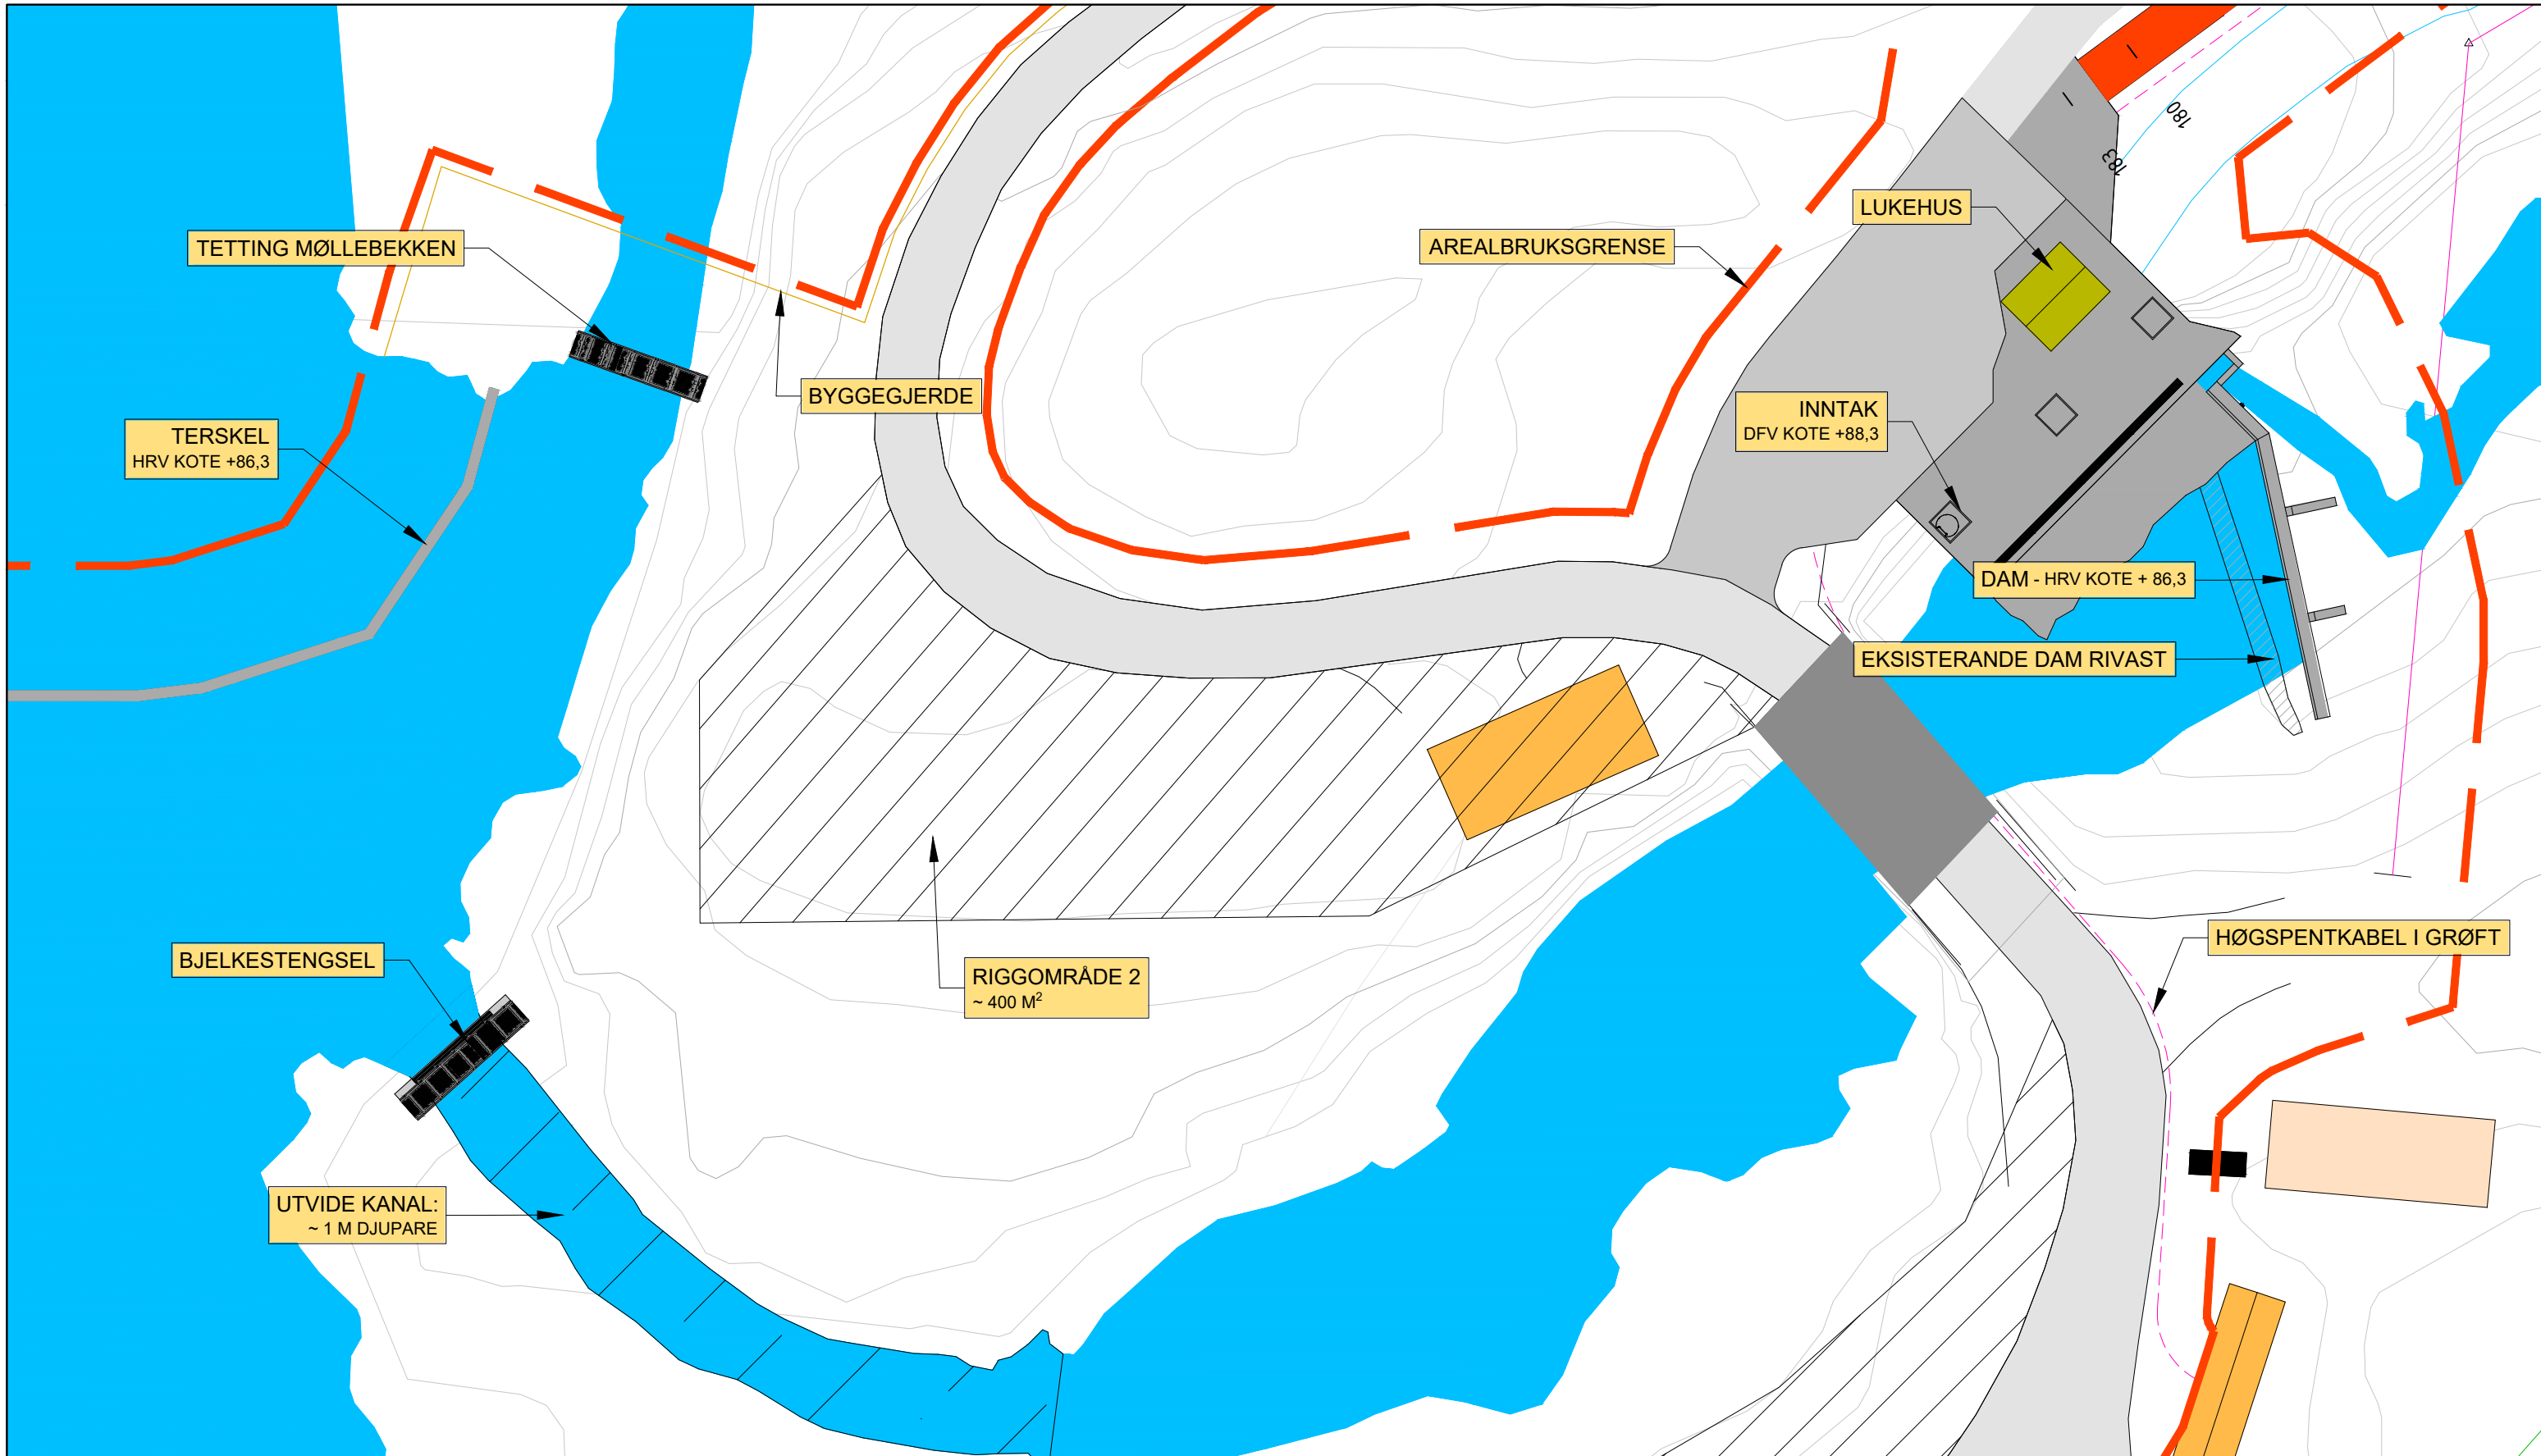 180
183
LUKEHUS
TETTING MØLLEBEKKEN
AREALBRUKSGRENSE
BYGGEGJERDE
INNTAK
DFV KOTE +88,3
TERSKEL
HRV KOTE +86,3
DAM - HRV KOTE + 86,3
EKSISTERANDE DAM RIVAST
HØGSPENTKABEL I GRØFT
BJELKESTENGSEL
RIGGOMRÅDE 2
~ 400 M²
UTVIDE KANAL:
~ 1 M DJUPARE